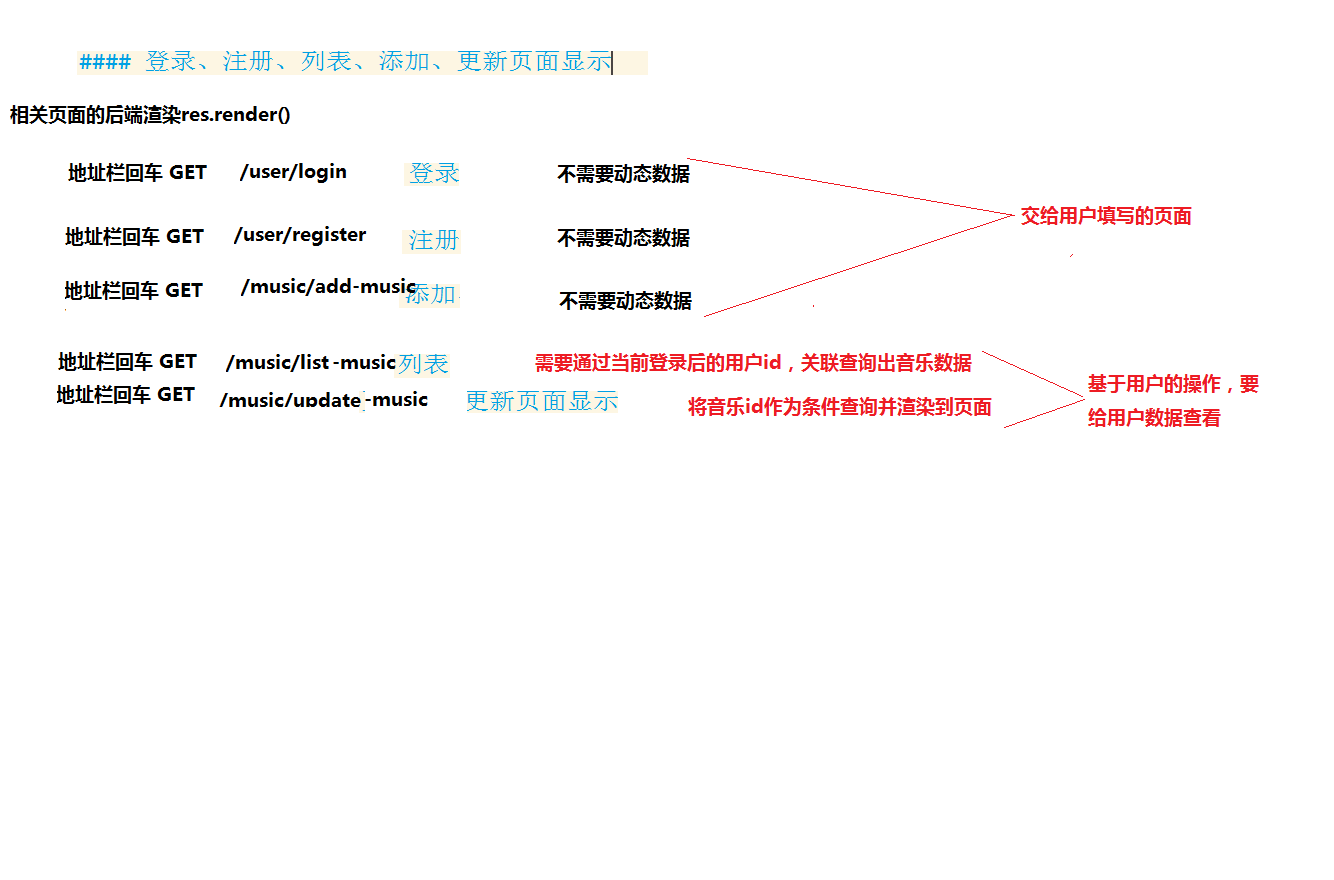 #### 登录、注册、列表、添加、更新页面显示
相关页面的后端渲染res.render()
地址栏回车 GET /user/login 登录 不需要动态数据
交给用户填写的页面
地址栏回车 GET /user/register 注册 不需要动态数据
地址栏回车 GET /music/add-music 添加 不需要动态数据
地址栏回车 GET /music/list -music 列表 需要通过当前登录后的用户id，关联查询出音乐数据
地址栏回车 GET /music/update -music 更新页面显示 将音乐id作为条件查询并渲染到页面
基于用户的操作，要
给用户数据查看